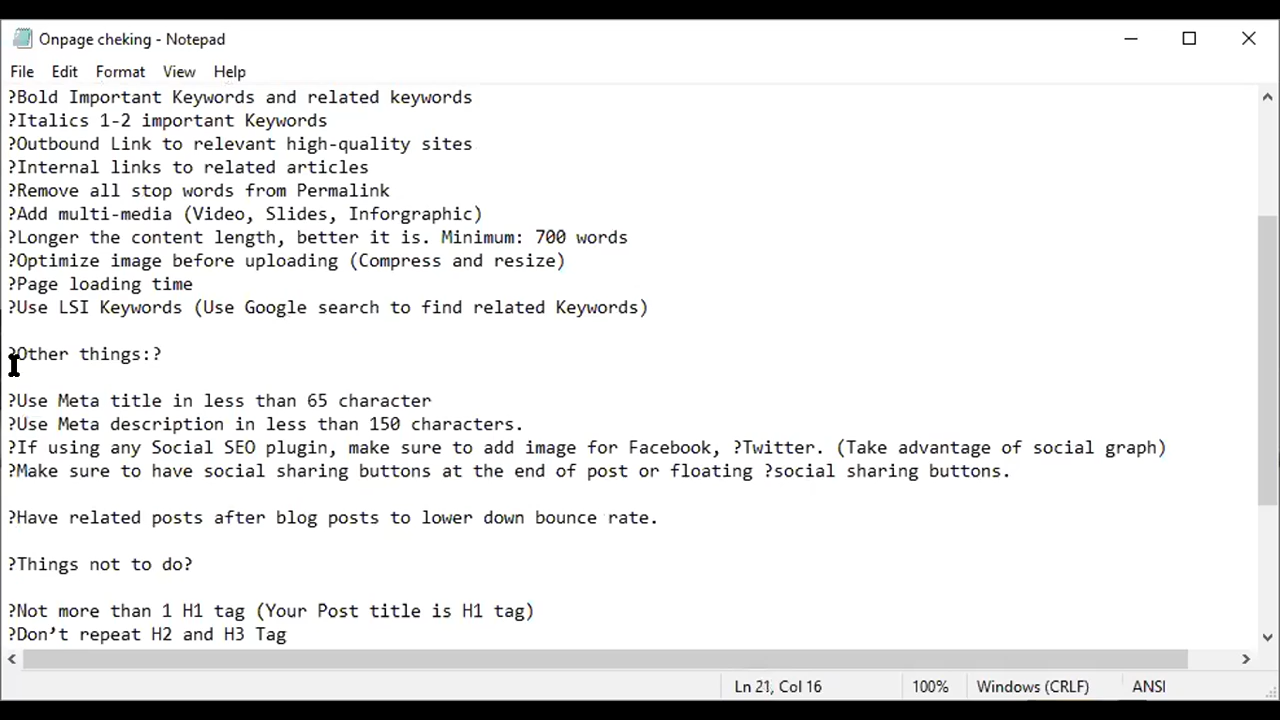 Onpage cheking - Notepad
File Edit Format View Help
?Bold Important Keywords and related keywords
?Italics 1-2 important Keywords
?Outbound Link to relevant high-quality sites
?Internal links to related articles
?Remove all stop words from Permalink
?Add multi-media (Video, Slides, Inforgraphic)
?Longer the content length, better it is. Minimum: 700 words
?Optimize image before uploading (Compress and resize)
?Page loading time
?Use LSI Keywords (Use Google search to find related Keywords)
?Other things:?
?Use Meta title in less than 65 character
?Use Meta description in less than 150 characters.
?If using any Social SEO plugin, make sure to add image for Facebook, ?Twitter. (Take advantage of social graph)
?Make sure to have social sharing buttons at the end of post or floating ?social sharing buttons.
?Have related posts after blog posts to lower down bounce rate.
?Things not to do?
?Not more than 1 H1 tag (Your Post title is H1 tag)
?Don’t repeat H2 and H3 Tag
Ln 21, Col 16 100% Windows (CRLF) ANSI